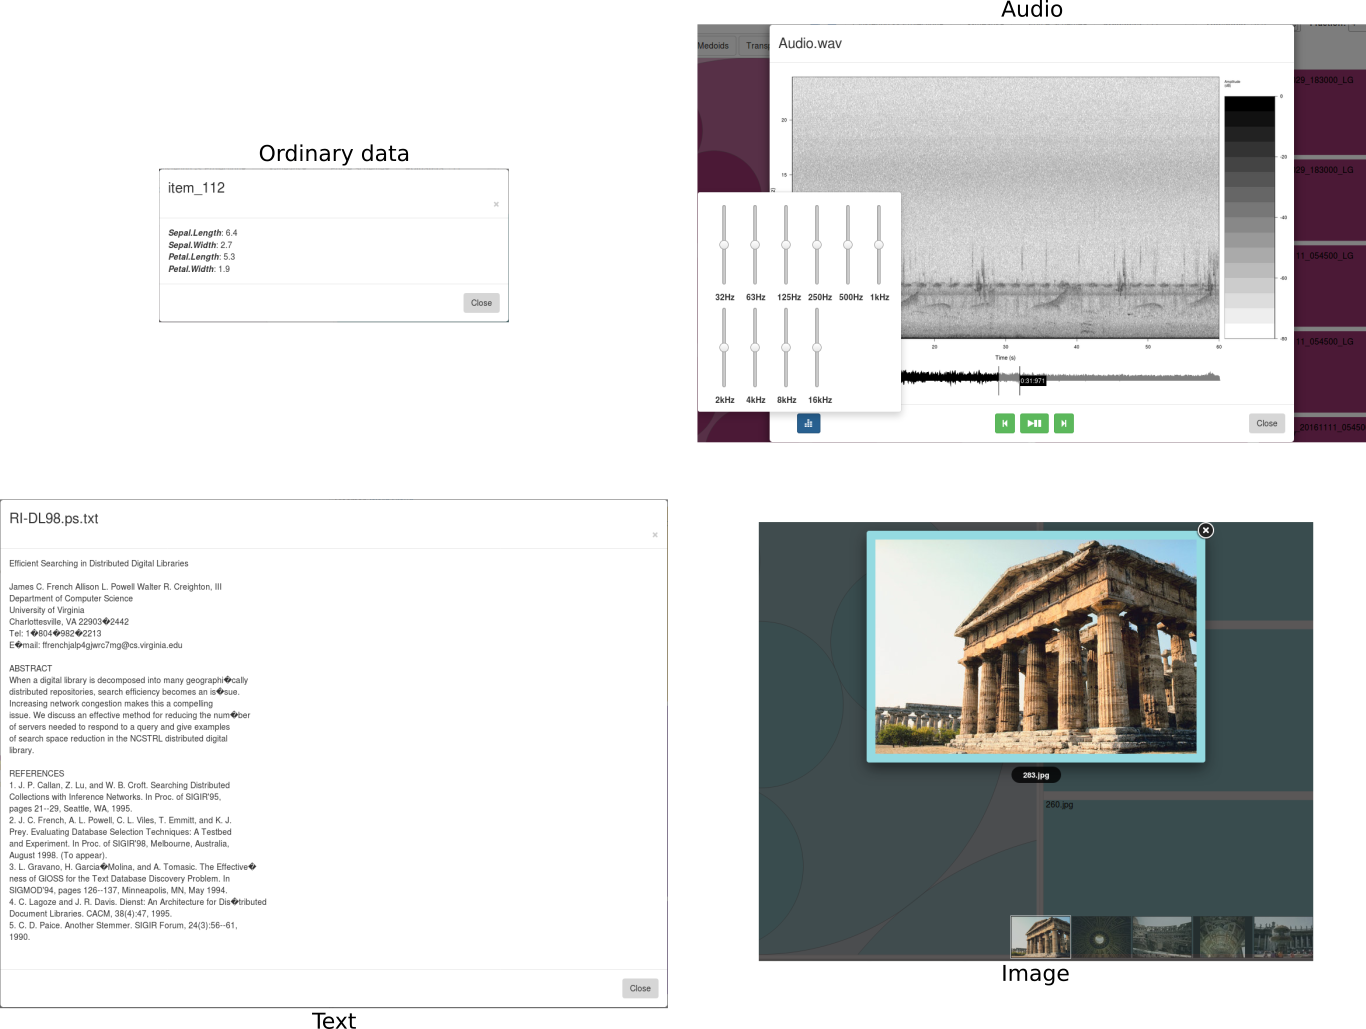 Ordinary data
item_112
×
Sepal.Length: 6.4
Sepal.Width: 2.7
Petal.Length: 5.3
Petal.Width: 1.9
Close
Audio
Medoids
Audio.wav
Amplitude
(dB)
20
15
0
-20
-40
-60
-80
32Hz 63Hz 125Hz 250Hz 500Hz 1kHz
2kHz 4kHz 8kHz 16kHz
20 30 40 50 60
Time (s)
0:31:971
Close
29_183000_LG
29_183000_LG
11_054500_LG
11_054500_LG
_20161111_05450
RI-DL98.ps.txt
×
Efficient Searching in Distributed Digital Libraries
James C. French Allison L. Powell Walter R. Creighton, III
Department of Computer Science
University of Virginia
Charlottesville, VA 22903�2442
Tel: 1�804�982�2213
E�mail: ffrenchjalp4gjwrc7mg@cs.virginia.edu
ABSTRACT
When a digital library is decomposed into many geographi�cally
distributed repositories, search efficiency becomes an is�sue.
Increasing network congestion makes this a compelling
issue. We discuss an effective method for reducing the num�ber
of servers needed to respond to a query and give examples
of search space reduction in the NCSTRL distributed digital
library.
REFERENCES
1. J. P. Callan, Z. Lu, and W. B. Croft. Searching Distributed
Collections with Inference Networks. In Proc. of SIGIR'95,
pages 21--29, Seattle, WA, 1995.
2. J. C. French, A. L. Powell, C. L. Viles, T. Emmitt, and K. J.
Prey. Evaluating Database Selection Techniques: A Testbed
and Experiment. In Proc. of SIGIR'98, Melbourne, Australia,
August 1998. (To appear).
3. L. Gravano, H. Garcia�Molina, and A. Tomasic. The Effective�
ness of GlOSS for the Text Database Discovery Problem. In
SIGMOD'94, pages 126--137, Minneapolis, MN, May 1994.
4. C. Lagoze and J. R. Davis. Dienst: An Architecture for Dis�tributed
Document Libraries. CACM, 38(4):47, 1995.
5. C. D. Paice. Another Stemmer. SIGIR Forum, 24(3):56--61,
1990.
Close
Text
283.jpg
260.jpg
Image